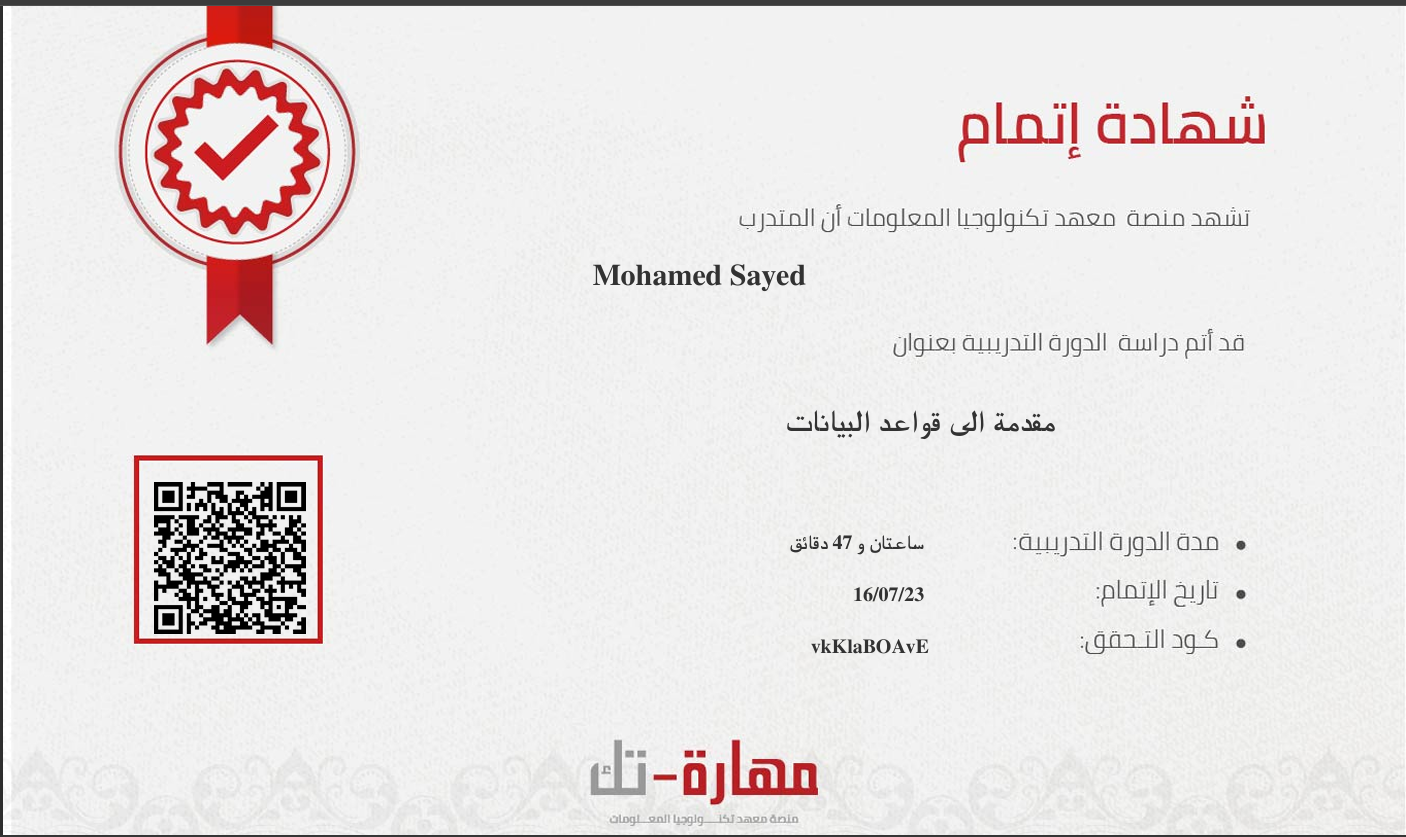 شهادة إتمام
تشهد منصة معهد تكنولوجيا المعلومات أن المتدرب
Mohamed Sayed
قد أتم دراسة الدورة التدريبية بعنوان
مقدمة الى قواعد البيانات
• مدة الدورة التدريبية: ساعتان و 47 دقائق
• تاريخ الإتمام: 16/07/23
• كـود التـحقق: vkKlaBOAvE
مهارة-تك
منصة معهد تكنــولوجيا المعــلومات